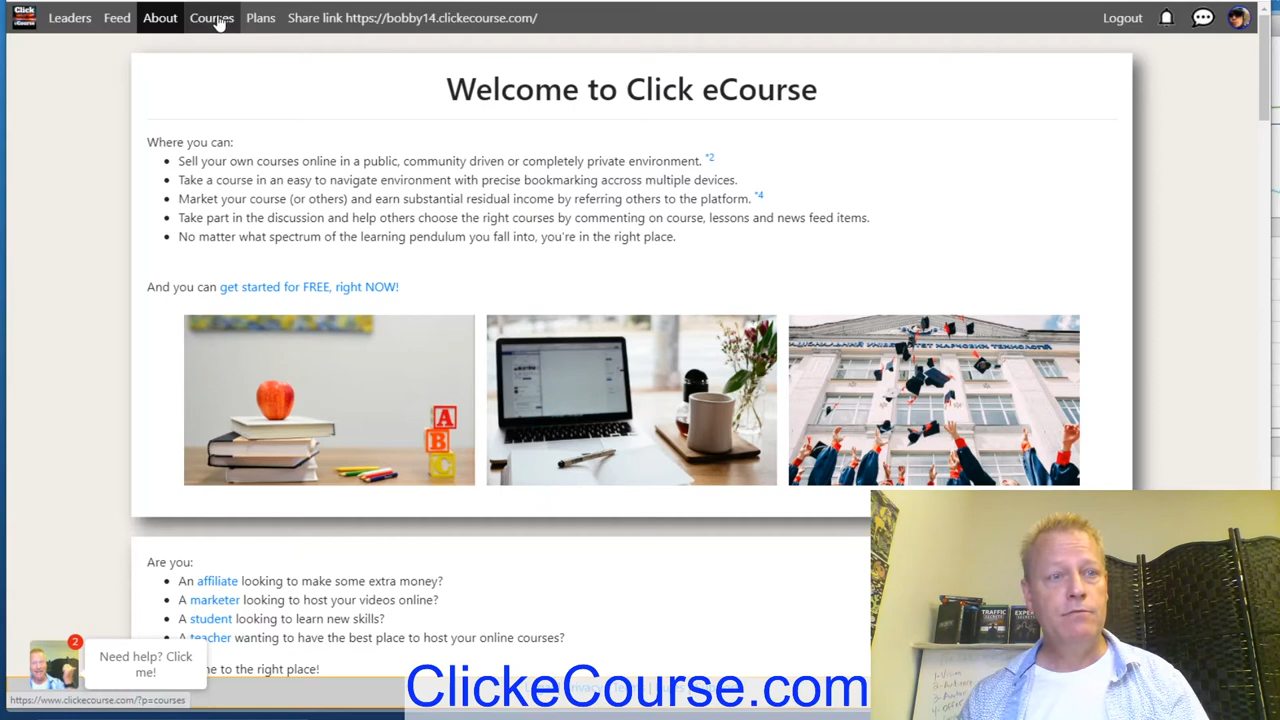 Click
eCourse
Leaders Feed About Courses Plans Share link https://bobby14.clickecourse.com/ Logout
Welcome to Click eCourse
Where you can:
Sell your own courses online in a public, community driven or completely private environment. *2
Take a course in an easy to navigate environment with precise bookmarking accross multiple devices.
Market your course (or others) and earn substantial residual income by referring others to the platform. *4
Take part in the discussion and help others choose the right courses by commenting on course, lessons and news feed items.
No matter what spectrum of the learning pendulum you fall into, you're in the right place.
And you can get started for FREE, right NOW!
A
B
C
Are you:
An affiliate looking to make some extra money?
A marketer looking to host your videos online?
A student looking to learn new skills?
A teacher wanting to have the best place to host your online courses?
me to the right place!
2
Need help? Click
me!
https://www.clickecourse.com/?p=courses
ClickeCourse.com
TRAFFIC
SECRETS